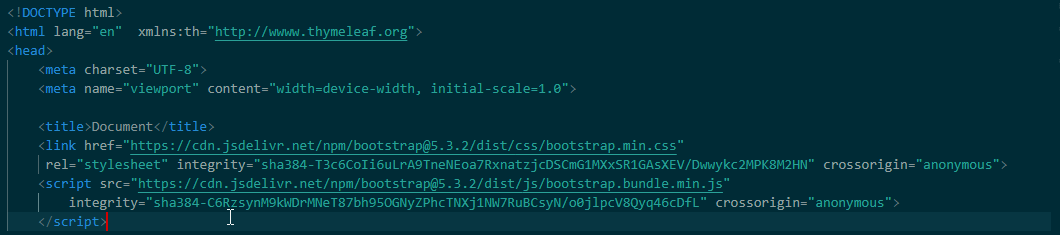 <!DOCTYPE html>
<html lang="en"  xmlns:th="http://wwww.thymeleaf.org">
<head>
    <meta charset="UTF-8">
    <meta name="viewport" content="width=device-width, initial-scale=1.0">
    <title>Document</title>
    <link href="https://cdn.jsdelivr.net/npm/bootstrap@5.3.2/dist/css/bootstrap.min.css"
     rel="stylesheet" integrity="sha384-T3c6CoIi6uLrA9TneNEoa7RxnatzjcDSCmG1MXxSR1GAsXEV/Dwwykc2MPK8M2HN" crossorigin="anonymous">
    <script src="https://cdn.jsdelivr.net/npm/bootstrap@5.3.2/dist/js/bootstrap.bundle.min.js"
        integrity="sha384-C6RzsynM9kWDrMNeT87bh95OGNyZPhcTNXj1NW7RuBCsyN/o0jlpcV8Qyq46cDfL" crossorigin="anonymous">
    </script>